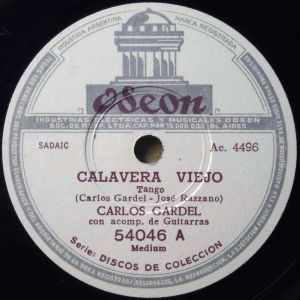 INDUSTRIA ARGENTINA
MARCA REGISTRADA
Odeon
INDUSTRIAS ELECTRICAS Y MUSICALES ODEON
SOC. DE RESP. LTDA. CAP. M$N 15.000.000 Bs. AIRES
SADAIC
Ac. 4496
CALAVERA VIEJO
Tango
(Carlos Gardel - José Razzano)
CARLOS GARDEL
con acomp. de Guitarras
54046 A
Medium
Serie: DISCOS DE COLECCION